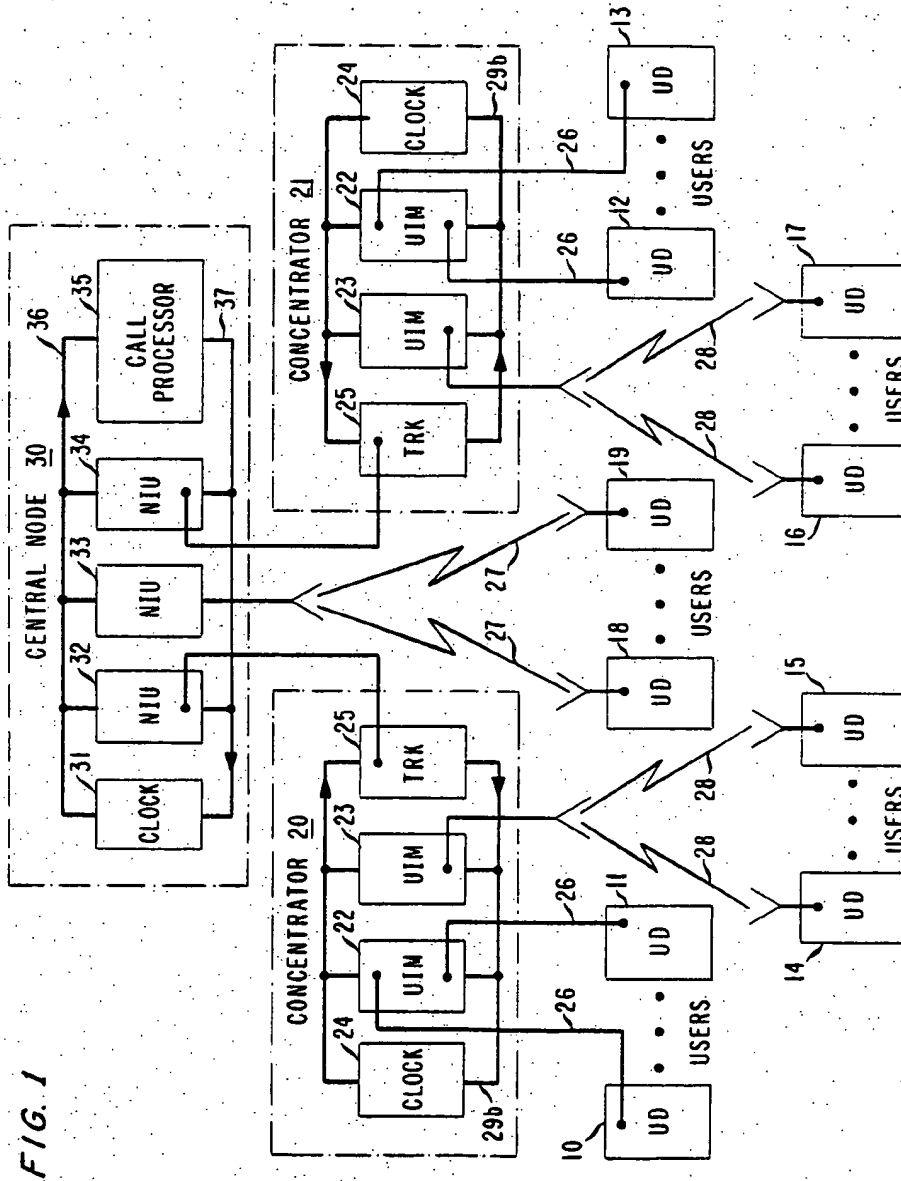 FIG. 1
CENTRAL NODE 30
31
CLOCK
32
NIU
33
NIU
34
NIU
35
CALL
PROCESSOR
36
37
CONCENTRATOR 20
24
CLOCK
22
UIM
23
UIM
25
TRK
29b
CONCENTRATOR 21
25
TRK
23
UIM
22
UIM
24
CLOCK
29b
10
UD
USERS
11
UD
26
26
18
UD
USERS
19
UD
27
27
12
UD
USERS
13
UD
26
26
14
UD
USERS
15
UD
28
28
16
UD
USERS
17
UD
28
28